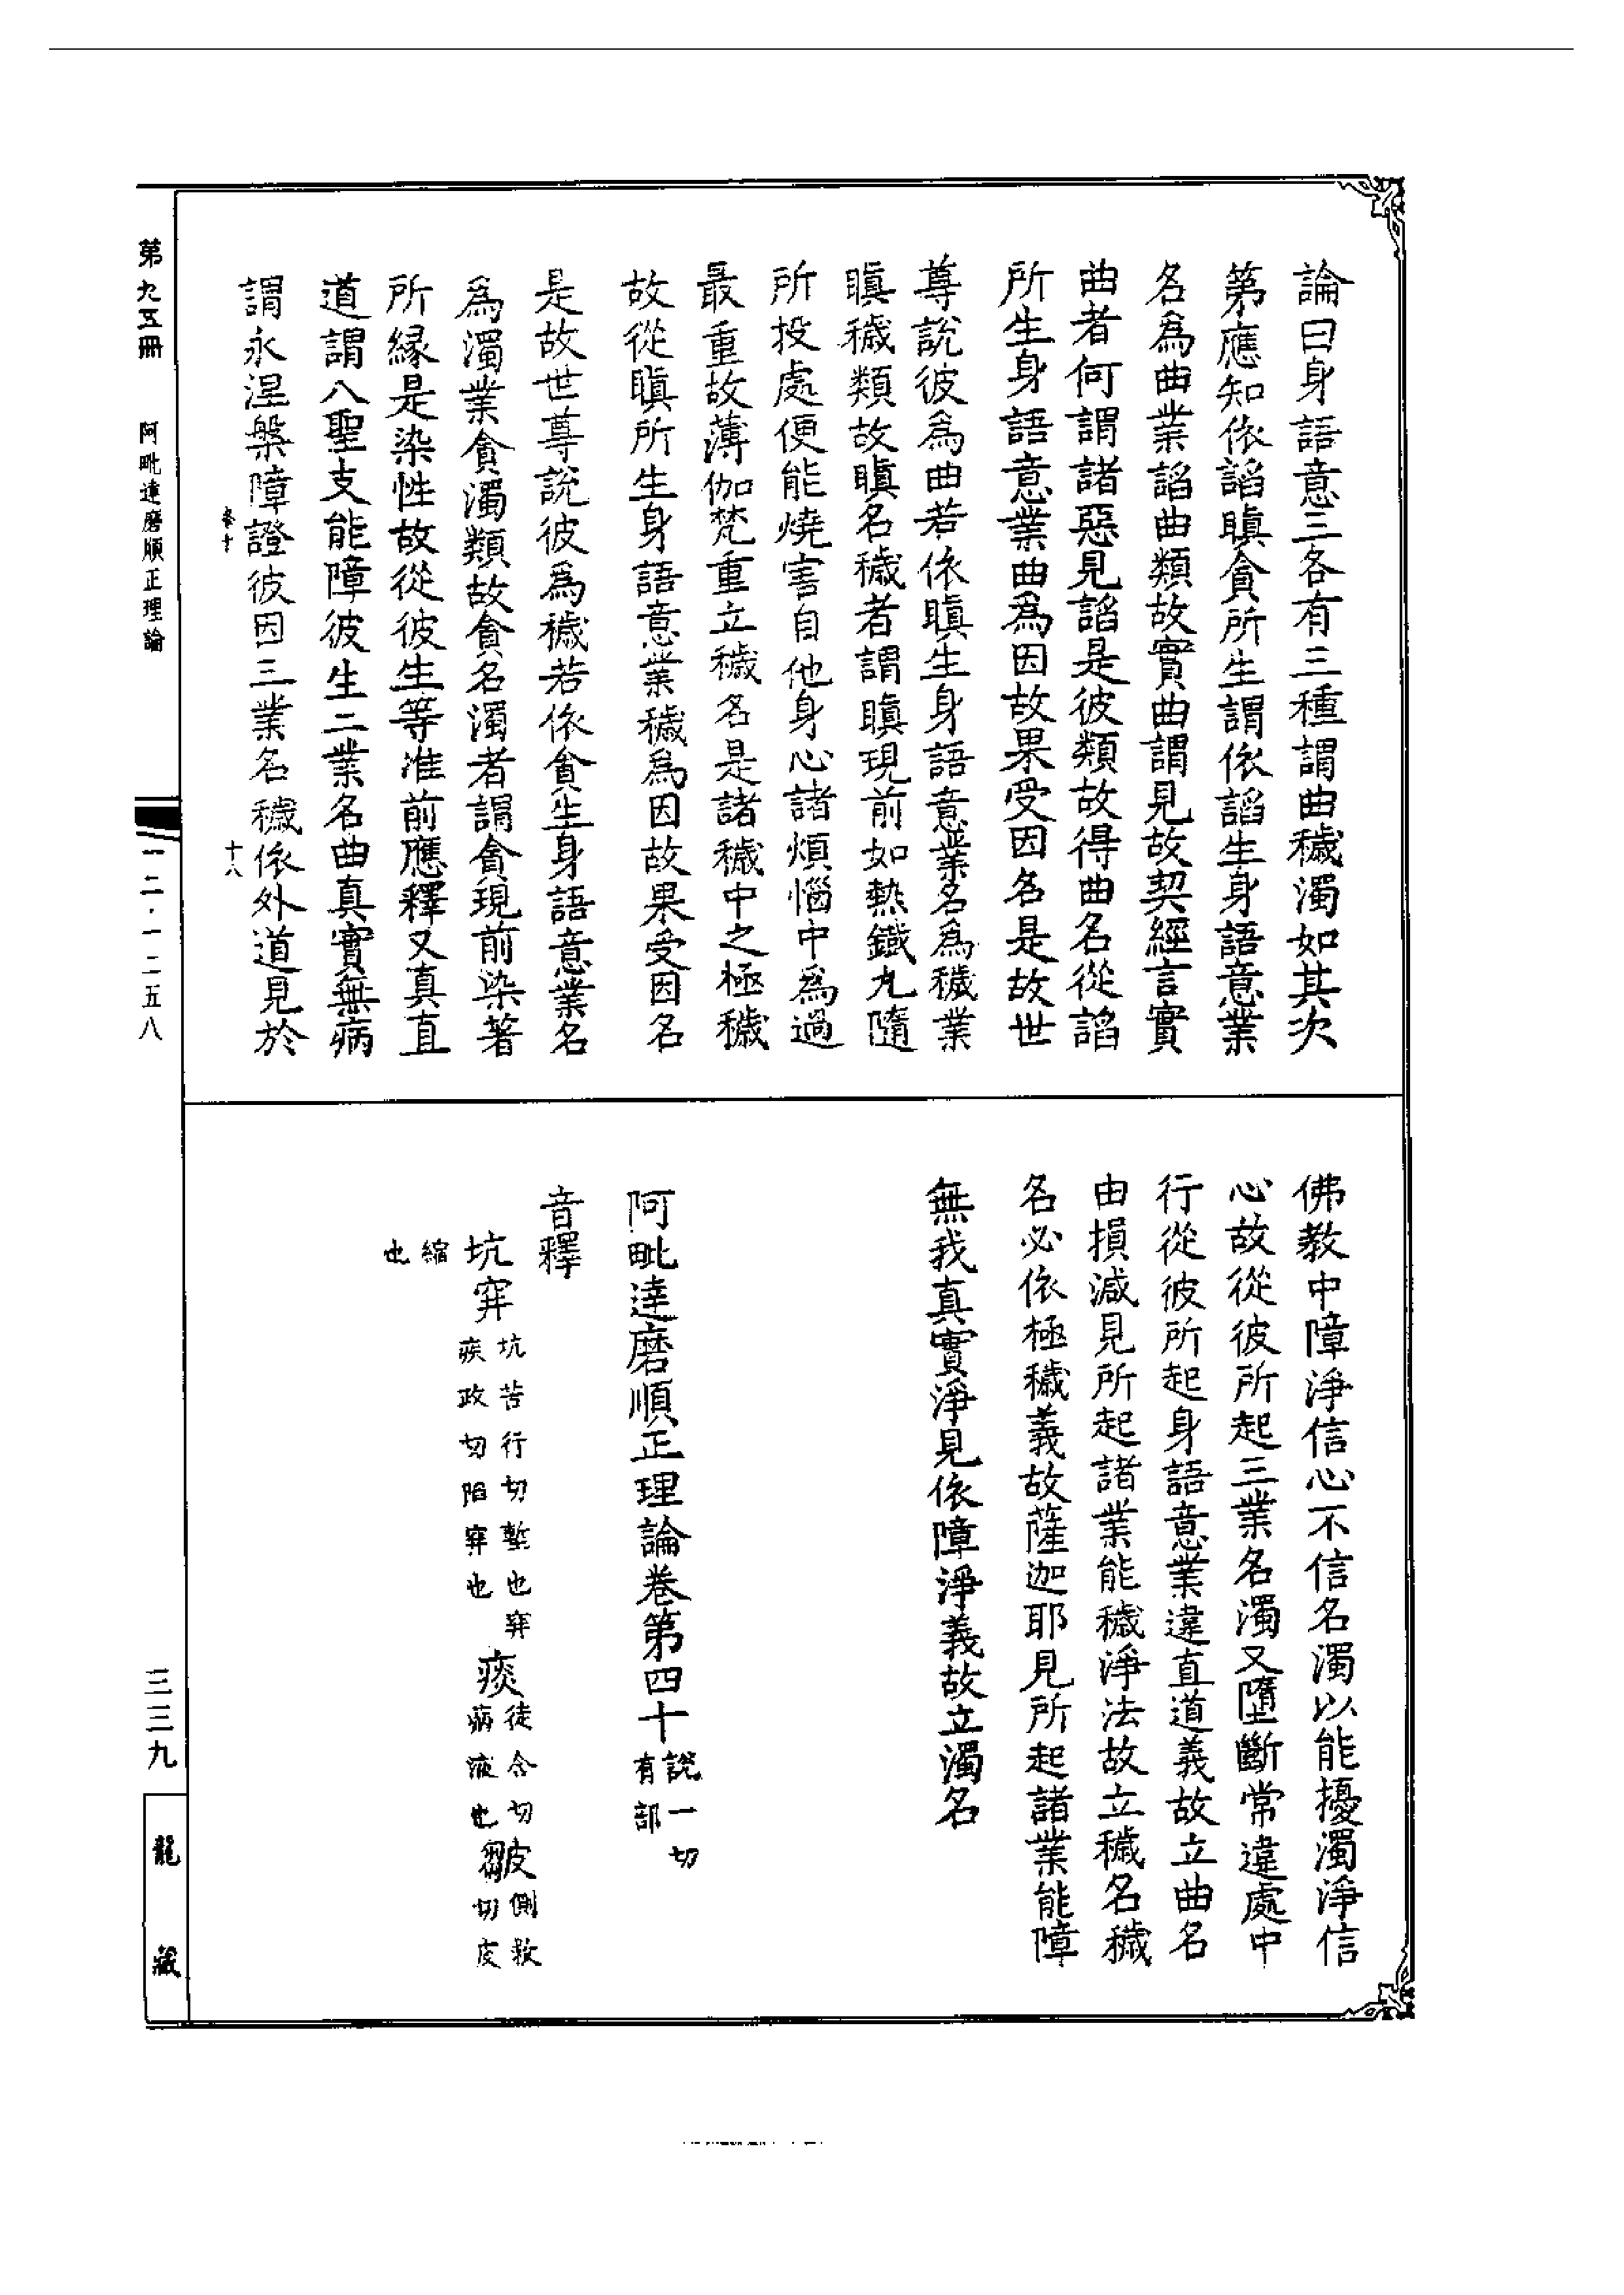 論曰身語意三各有三種謂曲穢濁如其次
第應知依諂瞋貪所生謂依諂生身語意業
名爲曲業諂曲類故實曲謂見故契經言實
曲者何謂諸惡見諂是彼類故得曲名從諂
所生身語意業曲爲因故果受因名是故世
尊說彼爲曲若依瞋生身語意業名爲穢業
瞋穢類故瞋名穢者謂瞋現前如熱鐵丸隨
所投處便能燒害自他身心諸煩惱中爲過
最重故薄伽梵重立穢名是諸穢中之極穢
故從瞋所生身語意業穢爲因故果受因名
是故世尊說彼爲穢若依貪生身語意業名
爲濁業貪濁類故貪名濁者謂貪現前染著
所緣是染性故從彼生等准前應釋又真直
道謂八聖支能障彼生二業名曲真實無病
謂永涅槃障證彼因三業名穢依外道見於
十八
佛教中障淨信心不信名濁以能擾濁淨信
心故從彼所起三業名濁又墮斷常違處中
行從彼所起身語意業違直道義故立曲名
由損減見所起諸業能穢淨法故立穢名穢
名必依極穢義故薩迦耶見所起諸業能障
無我真實淨見依障淨義故立濁名
阿毗達磨順正理論卷第四十說一切有部
音釋
坑穽坑苦行切塹也穽疾政切陷穽也痰徒含切病液也皺側救切皮
縮也
第九五冊 阿毗達磨順正理論
一二·一二五八
三三九
龍藏